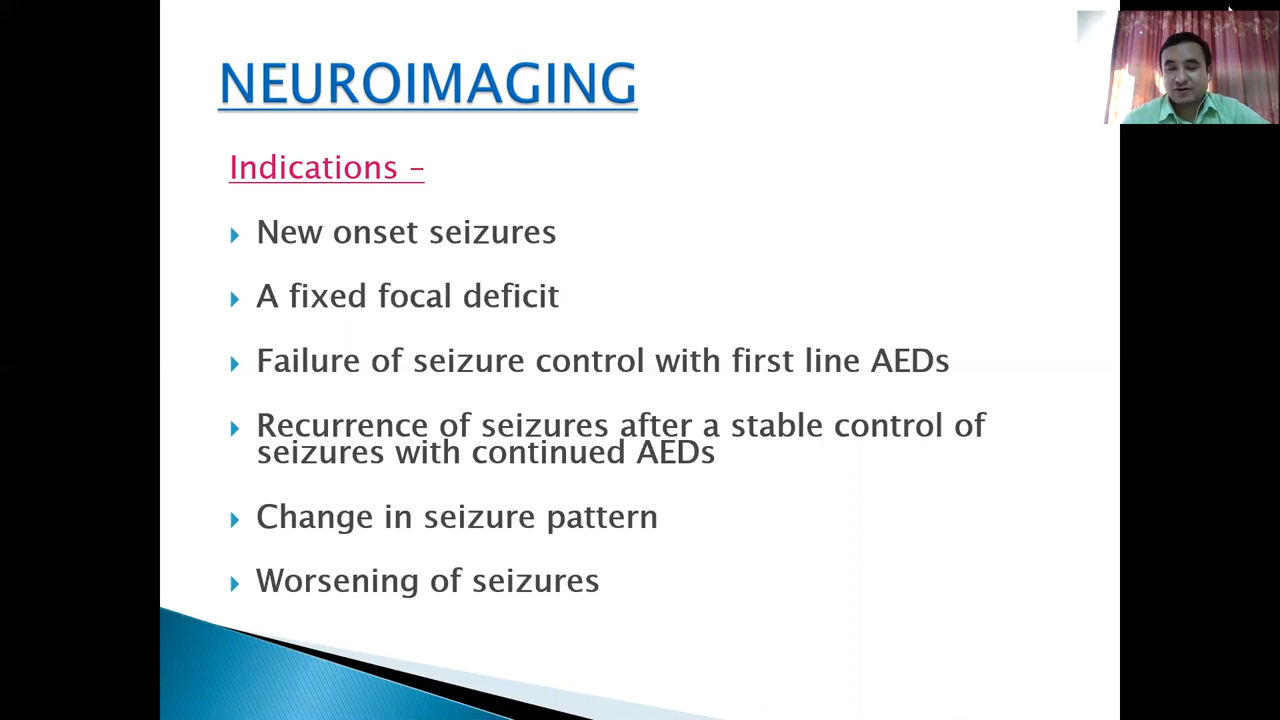 NEUROIMAGING
Indications –
New onset seizures
A fixed focal deficit
Failure of seizure control with first line AEDs
Recurrence of seizures after a stable control of
seizures with continued AEDs
Change in seizure pattern
Worsening of seizures